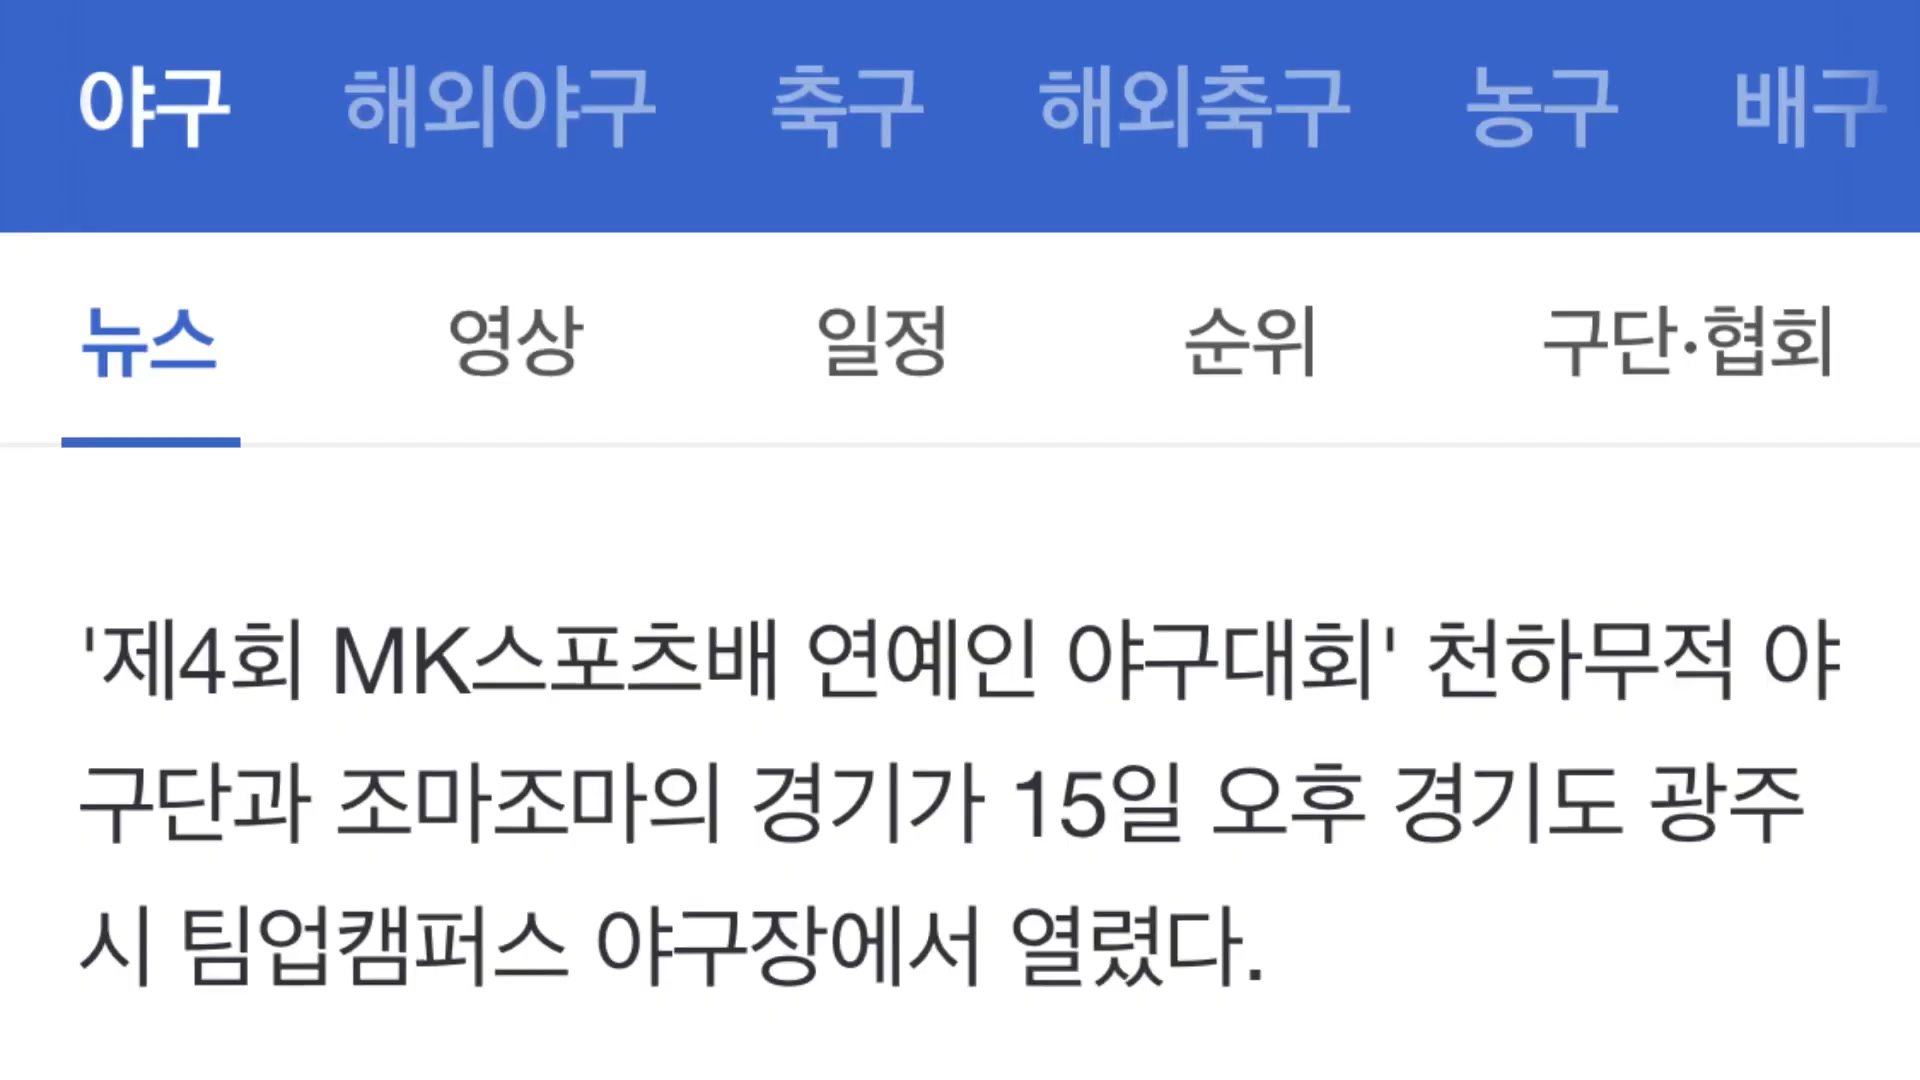 야구 해외야구 축구 해외축구 농구 배구
뉴스 영상 일정 순위 구단·협회
'제4회 MK스포츠배 연예인 야구대회' 천하무적 야
구단과 조마조마의 경기가 15일 오후 경기도 광주
시 팀업캠퍼스 야구장에서 열렸다.